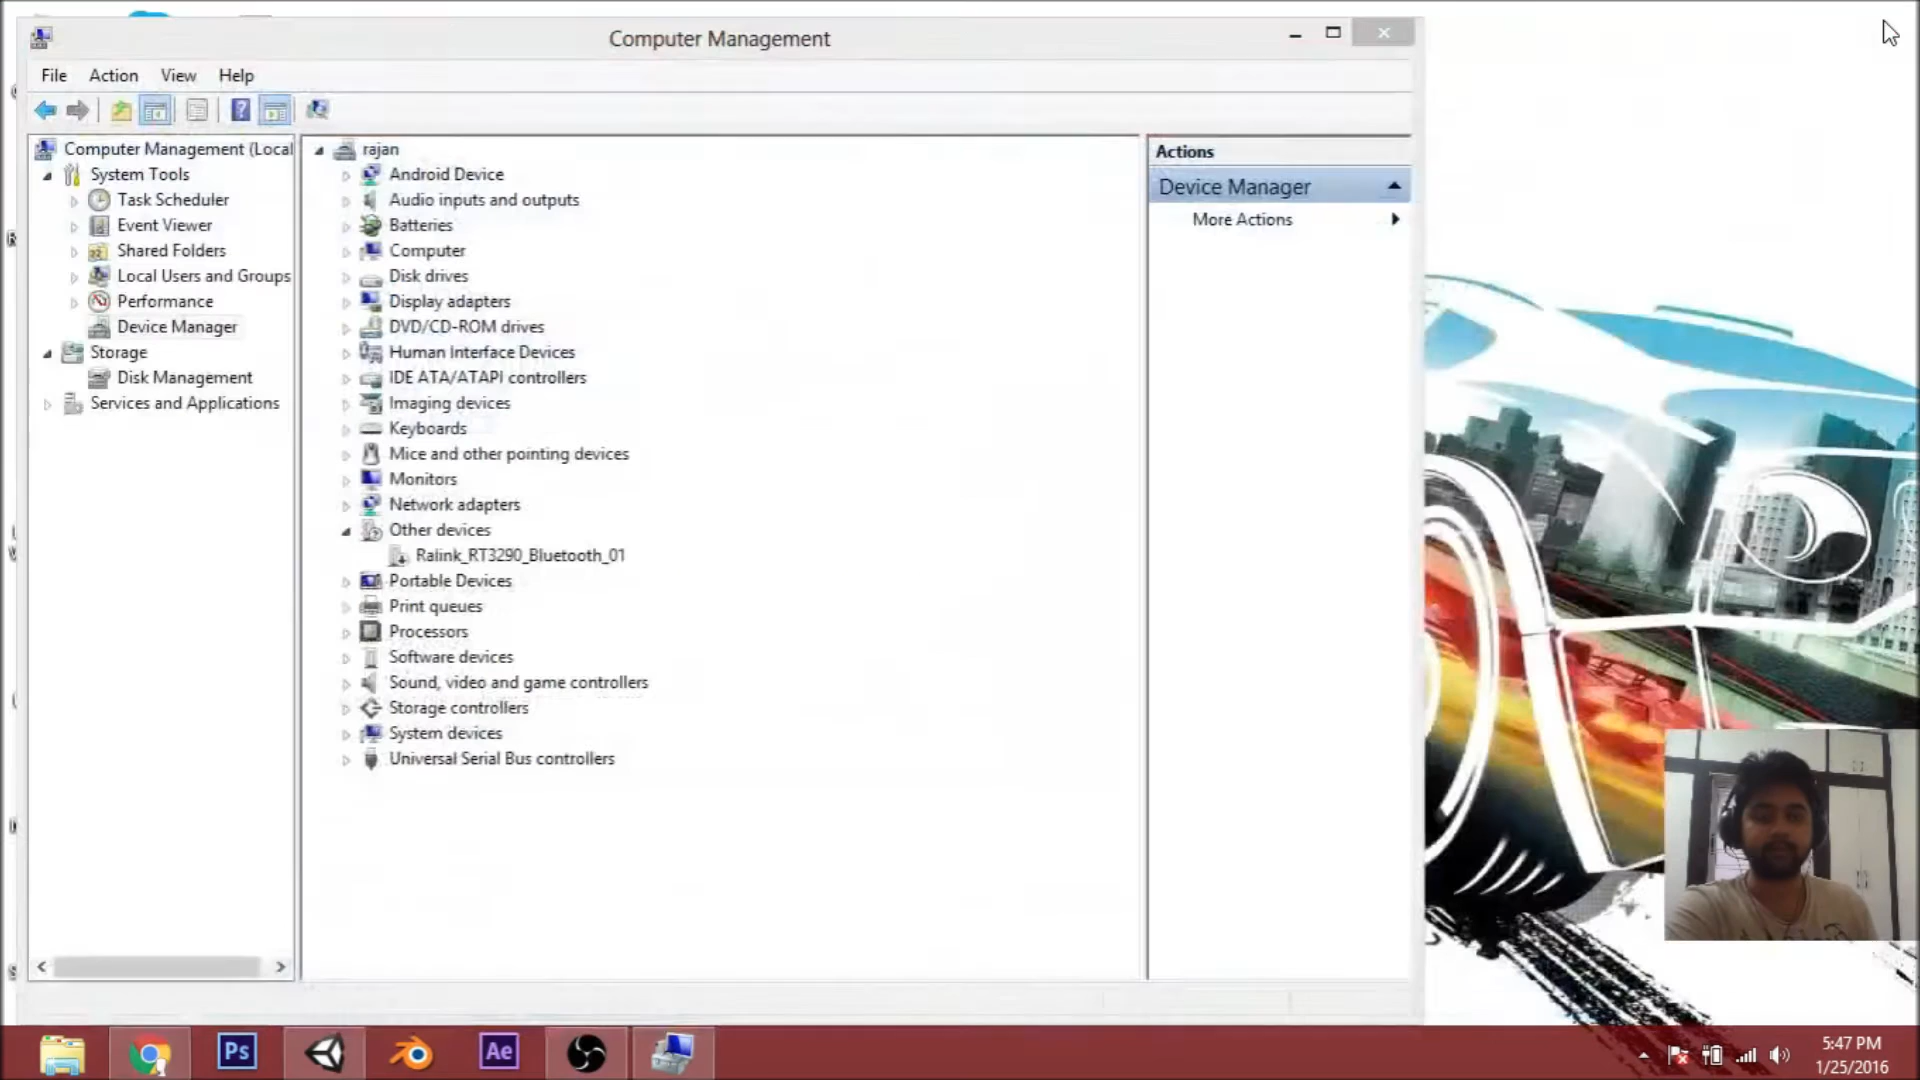 Computer Management
File Action View Help
Computer Management (Local
System Tools
Task Scheduler
Event Viewer
Shared Folders
Local Users and Groups
Performance
Device Manager
Storage
Disk Management
Services and Applications
rajan
Android Device
Audio inputs and outputs
Batteries
Computer
Disk drives
Display adapters
DVD/CD-ROM drives
Human Interface Devices
IDE ATA/ATAPI controllers
Imaging devices
Keyboards
Mice and other pointing devices
Monitors
Network adapters
Other devices
Ralink_RT3290_Bluetooth_01
Portable Devices
Print queues
Processors
Software devices
Sound, video and game controllers
Storage controllers
System devices
Universal Serial Bus controllers
Actions
Device Manager
More Actions
Ps
Ae
5:47 PM
1/25/2016